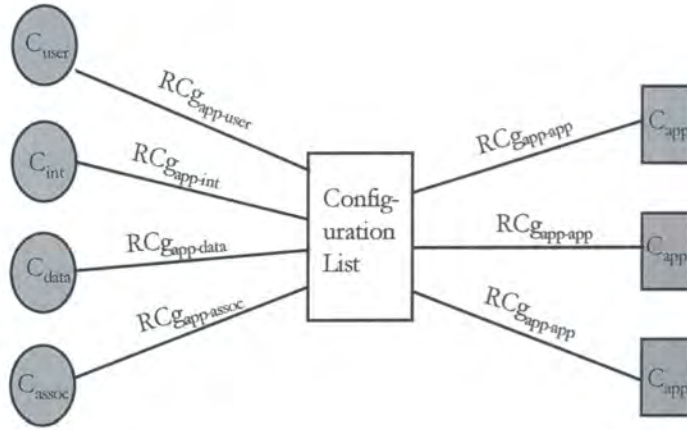 C_user
RCg_app-user
C_int
RCg_app-int
C_data
RCg_app-data
C_assoc
RCg_app-assoc
Config-
uration
List
RCg_app-app
C_app
RCg_app-app
C_app
RCg_app-app
C_app